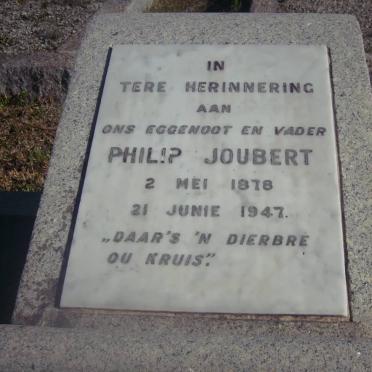 IN
TERE HERINNERING
AAN
ONS EGGENOOT EN VADER
PHILIP JOUBERT
2 MEI 1878
21 JUNIE 1947.
„DAAR'S 'N DIERBRE
OU KRUIS".